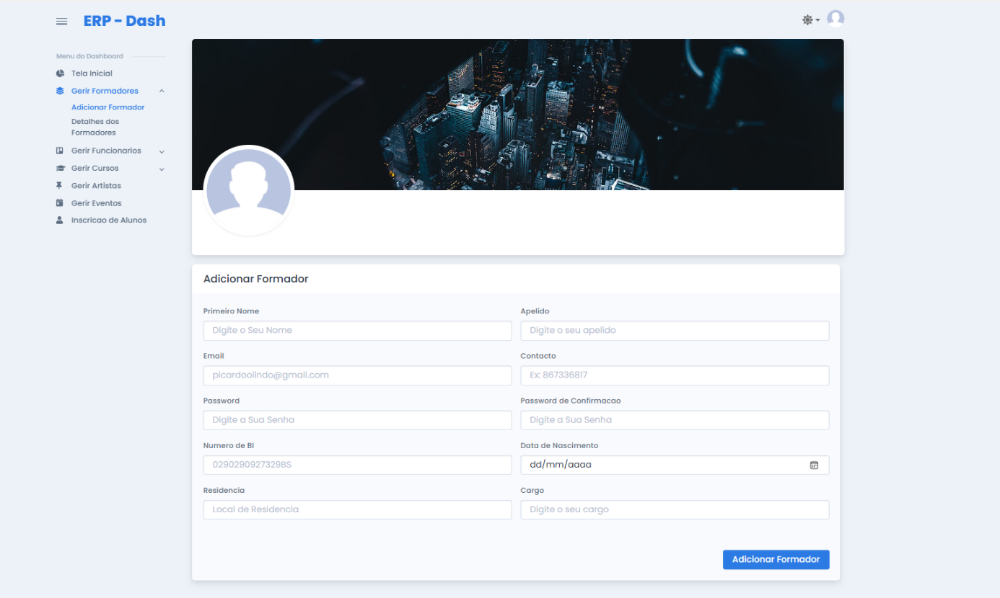 ERP - Dash
Menu do Dashboard
Tela Inicial
Gerir Formadores
Adicionar Formador
Detalhes dos
Formadores
Gerir Funcionarios
Gerir Cursos
Gerir Artistas
Gerir Eventos
Inscricao de Alunos
Adicionar Formador
Primeiro Nome
Apelido
Digite o Seu Nome
Digite o seu apelido
Email
Contacto
picardoolindo@gmail.com
Ex: 867336817
Password
Password de Confirmacao
Digite a Sua Senha
Digite a Sua Senha
Numero de BI
Data de Nascimento
0290290927329BS
dd/mm/aaaa
Residencia
Cargo
Local de Residencia
Digite o seu cargo
Adicionar Formador